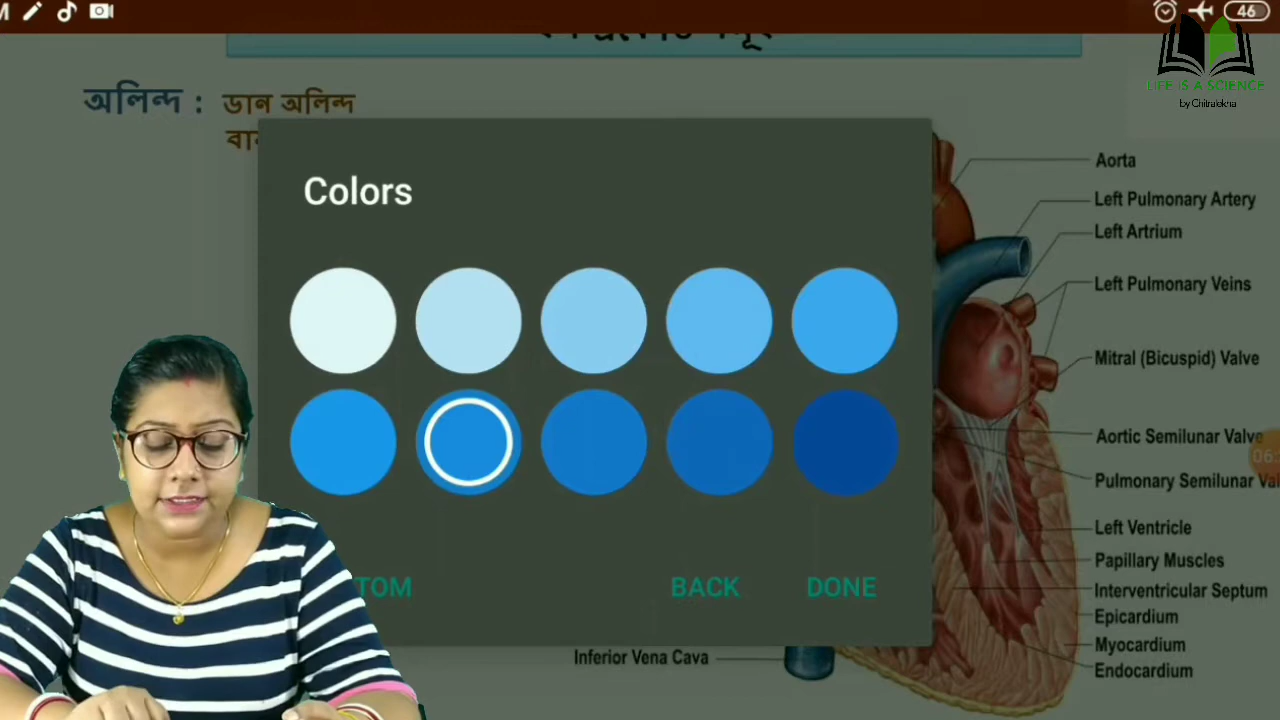 46
LIFE IS A SCIENCE
by Chitralekha
অলিন্দ : ডান অলিন্দ
Colors
Aorta
Left Pulmonary Artery
Left Artrium
Left Pulmonary Veins
Mitral (Bicuspid) Valve
Aortic Semilunar Valve
Pulmonary Semilunar
Left Ventricle
Papillary Muscles
Interventricular Septum
Epicardium
Myocardium
Endocardium
BACK
DONE
Inferior Vena Cava